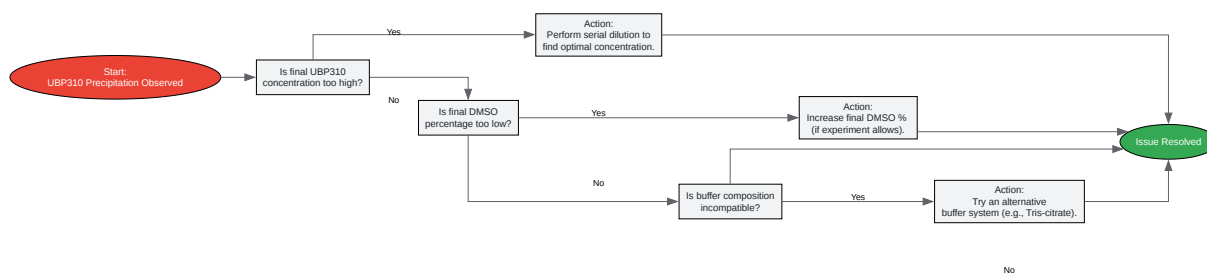 Start:
UBP310 Precipitation Observed
Is final UBP310
concentration too high?
Yes
Action:
Perform serial dilution to
find optimal concentration.
No
Is final DMSO
percentage too low?
Yes
Action:
Increase final DMSO %
(if experiment allows).
Issue Resolved
No
Is buffer composition
incompatible?
Yes
Action:
Try an alternative
buffer system (e.g., Tris-citrate).
No